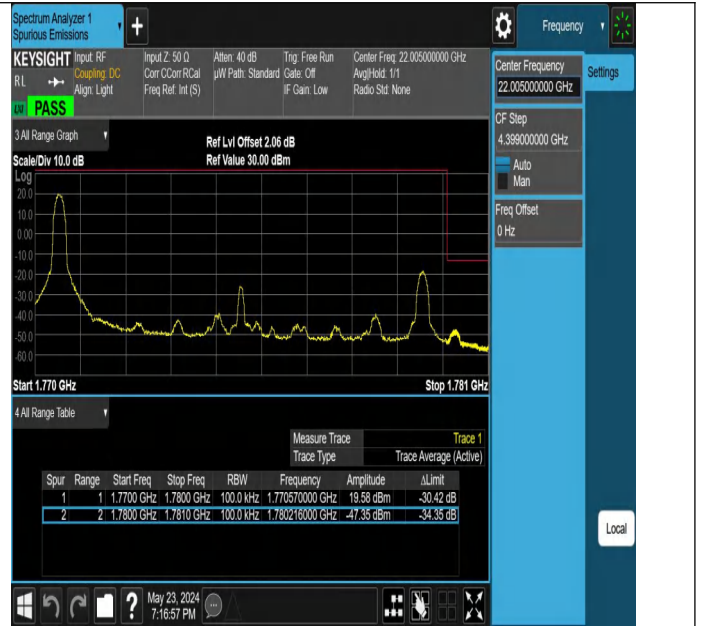 Spectrum Analyzer 1
Spurious Emissions
Frequency
KEYSIGHT Input: RF Input Z: 50 Ω Atten: 40 dB Trig: Free Run Center Freq: 22.005000000 GHz
RL Coupling: DC Corr CCorr RCal µW Path: Standard Gate: Off Avg|Hold: 1/1
Align: Light Freq Ref: Int (S) IF Gain: Low Radio Std: None
LXI PASS
Center Frequency
22.005000000 GHz
Settings
CF Step
4.399000000 GHz
Auto
Man
Freq Offset
0 Hz
3 All Range Graph
Ref Lvl Offset 2.06 dB
Scale/Div 10.0 dB Ref Value 30.00 dBm
Log
20.0
10.0
0.00
-10.0
-20.0
-30.0
-40.0
-50.0
-60.0
Start 1.770 GHz Stop 1.781 GHz
4 All Range Table
Measure Trace Trace 1
Trace Type Trace Average (Active)
Spur Range Start Freq Stop Freq RBW Frequency Amplitude ΔLimit
1 1 1.7700 GHz 1.7800 GHz 100.0 kHz 1.770570000 GHz 19.58 dBm -30.42 dB
2 2 1.7800 GHz 1.7810 GHz 100.0 kHz 1.780216000 GHz -47.35 dBm -34.35 dB
Local
May 23, 2024
7:16:57 PM